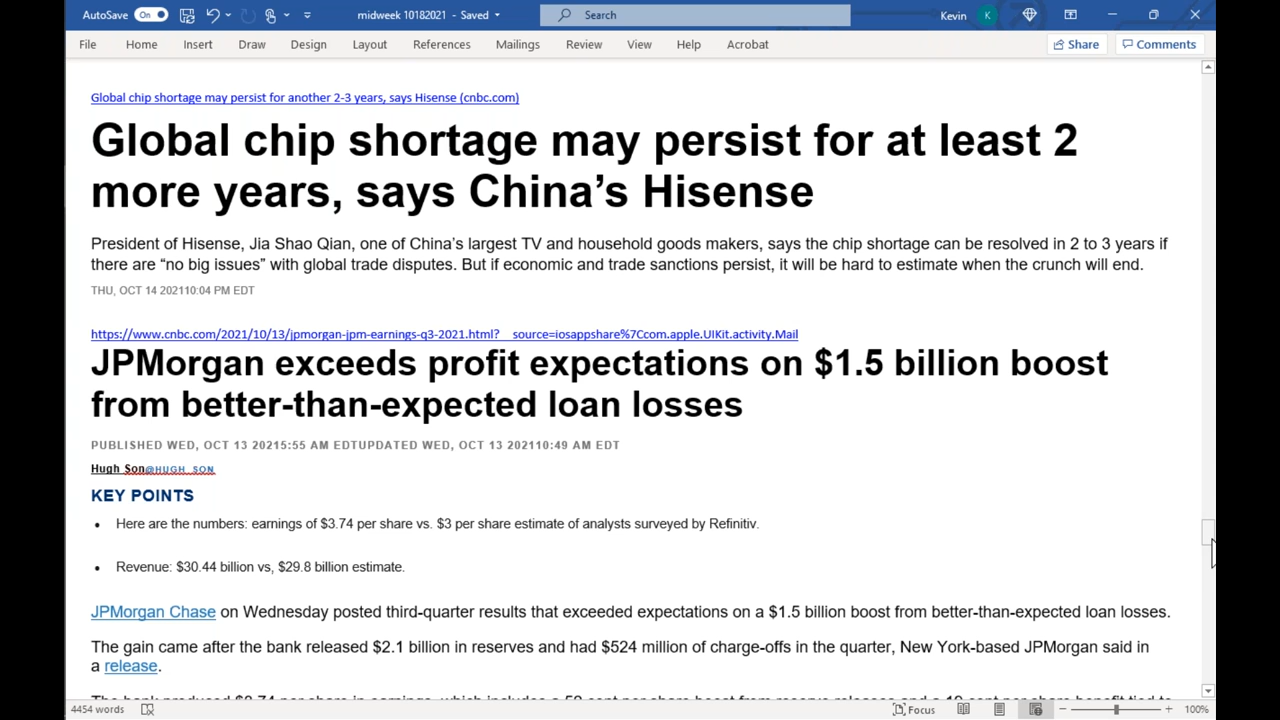 AutoSave On midweek 10182021 - Saved Search Kevin K
File Home Insert Draw Design Layout References Mailings Review View Help Acrobat Share Comments
Global chip shortage may persist for another 2-3 years, says Hisense (cnbc.com)
Global chip shortage may persist for at least 2
more years, says China’s Hisense
President of Hisense, Jia Shao Qian, one of China’s largest TV and household goods makers, says the chip shortage can be resolved in 2 to 3 years if
there are “no big issues” with global trade disputes. But if economic and trade sanctions persist, it will be hard to estimate when the crunch will end.
THU, OCT 14 202110:04 PM EDT
https://www.cnbc.com/2021/10/13/jpmorgan-jpm-earnings-q3-2021.html?__source=iosappshare%7Ccom.apple.UIKit.activity.Mail
JPMorgan exceeds profit expectations on $1.5 billion boost
from better-than-expected loan losses
PUBLISHED WED, OCT 13 20215:55 AM EDTUPDATED WED, OCT 13 202110:49 AM EDT
Hugh Son@HUGH_SON
KEY POINTS
• Here are the numbers: earnings of $3.74 per share vs. $3 per share estimate of analysts surveyed by Refinitiv.
• Revenue: $30.44 billion vs, $29.8 billion estimate.
JPMorgan Chase on Wednesday posted third-quarter results that exceeded expectations on a $1.5 billion boost from better-than-expected loan losses.
The gain came after the bank released $2.1 billion in reserves and had $524 million of charge-offs in the quarter, New York-based JPMorgan said in
a release.
4454 words Focus 100%